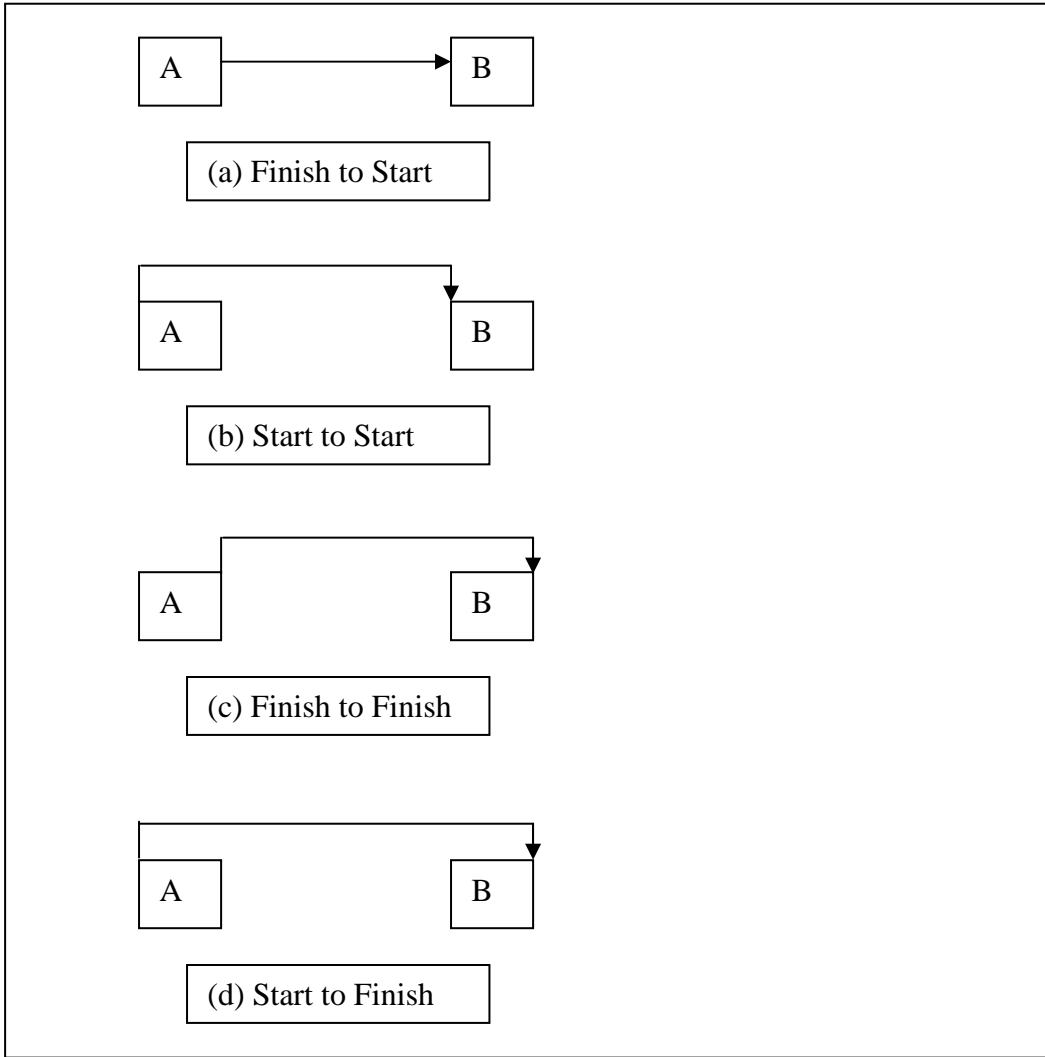 A B
(a) Finish to Start
A B
(b) Start to Start
A B
(c) Finish to Finish
A B
(d) Start to Finish